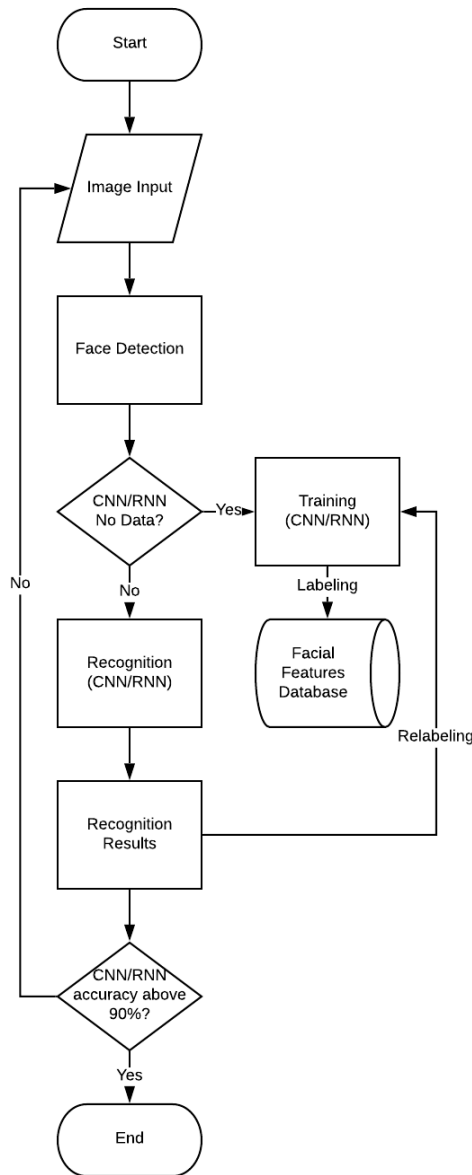 Start
Image Input
Face Detection
CNN/RNN
No Data?
Yes
Training
(CNN/RNN)
No
No
Labeling
Recognition
(CNN/RNN)
Facial
Features
Database
Relabeling
Recognition
Results
CNN/RNN
accuracy above
90%?
Yes
End